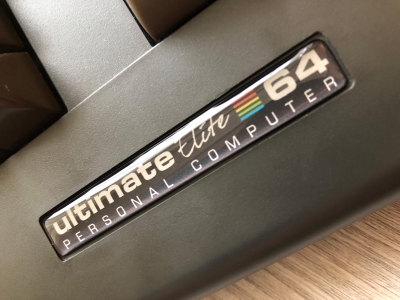 ultimate Elite 64
PERSONAL COMPUTER